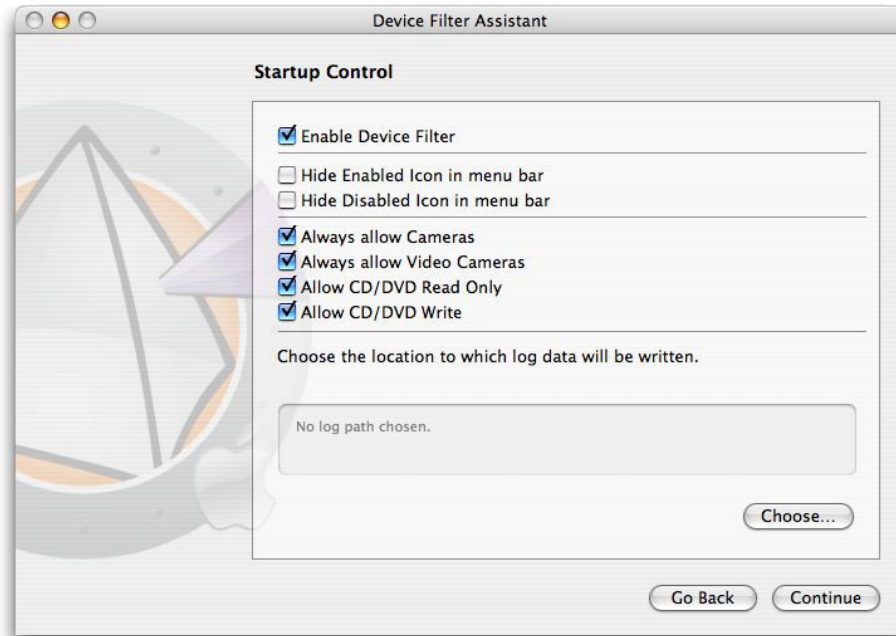 Device Filter Assistant
Startup Control
Enable Device Filter
Hide Enabled Icon in menu bar
Hide Disabled Icon in menu bar
Always allow Cameras
Always allow Video Cameras
Allow CD/DVD Read Only
Allow CD/DVD Write
Choose the location to which log data will be written.
No log path chosen.
Choose...
Go Back Continue